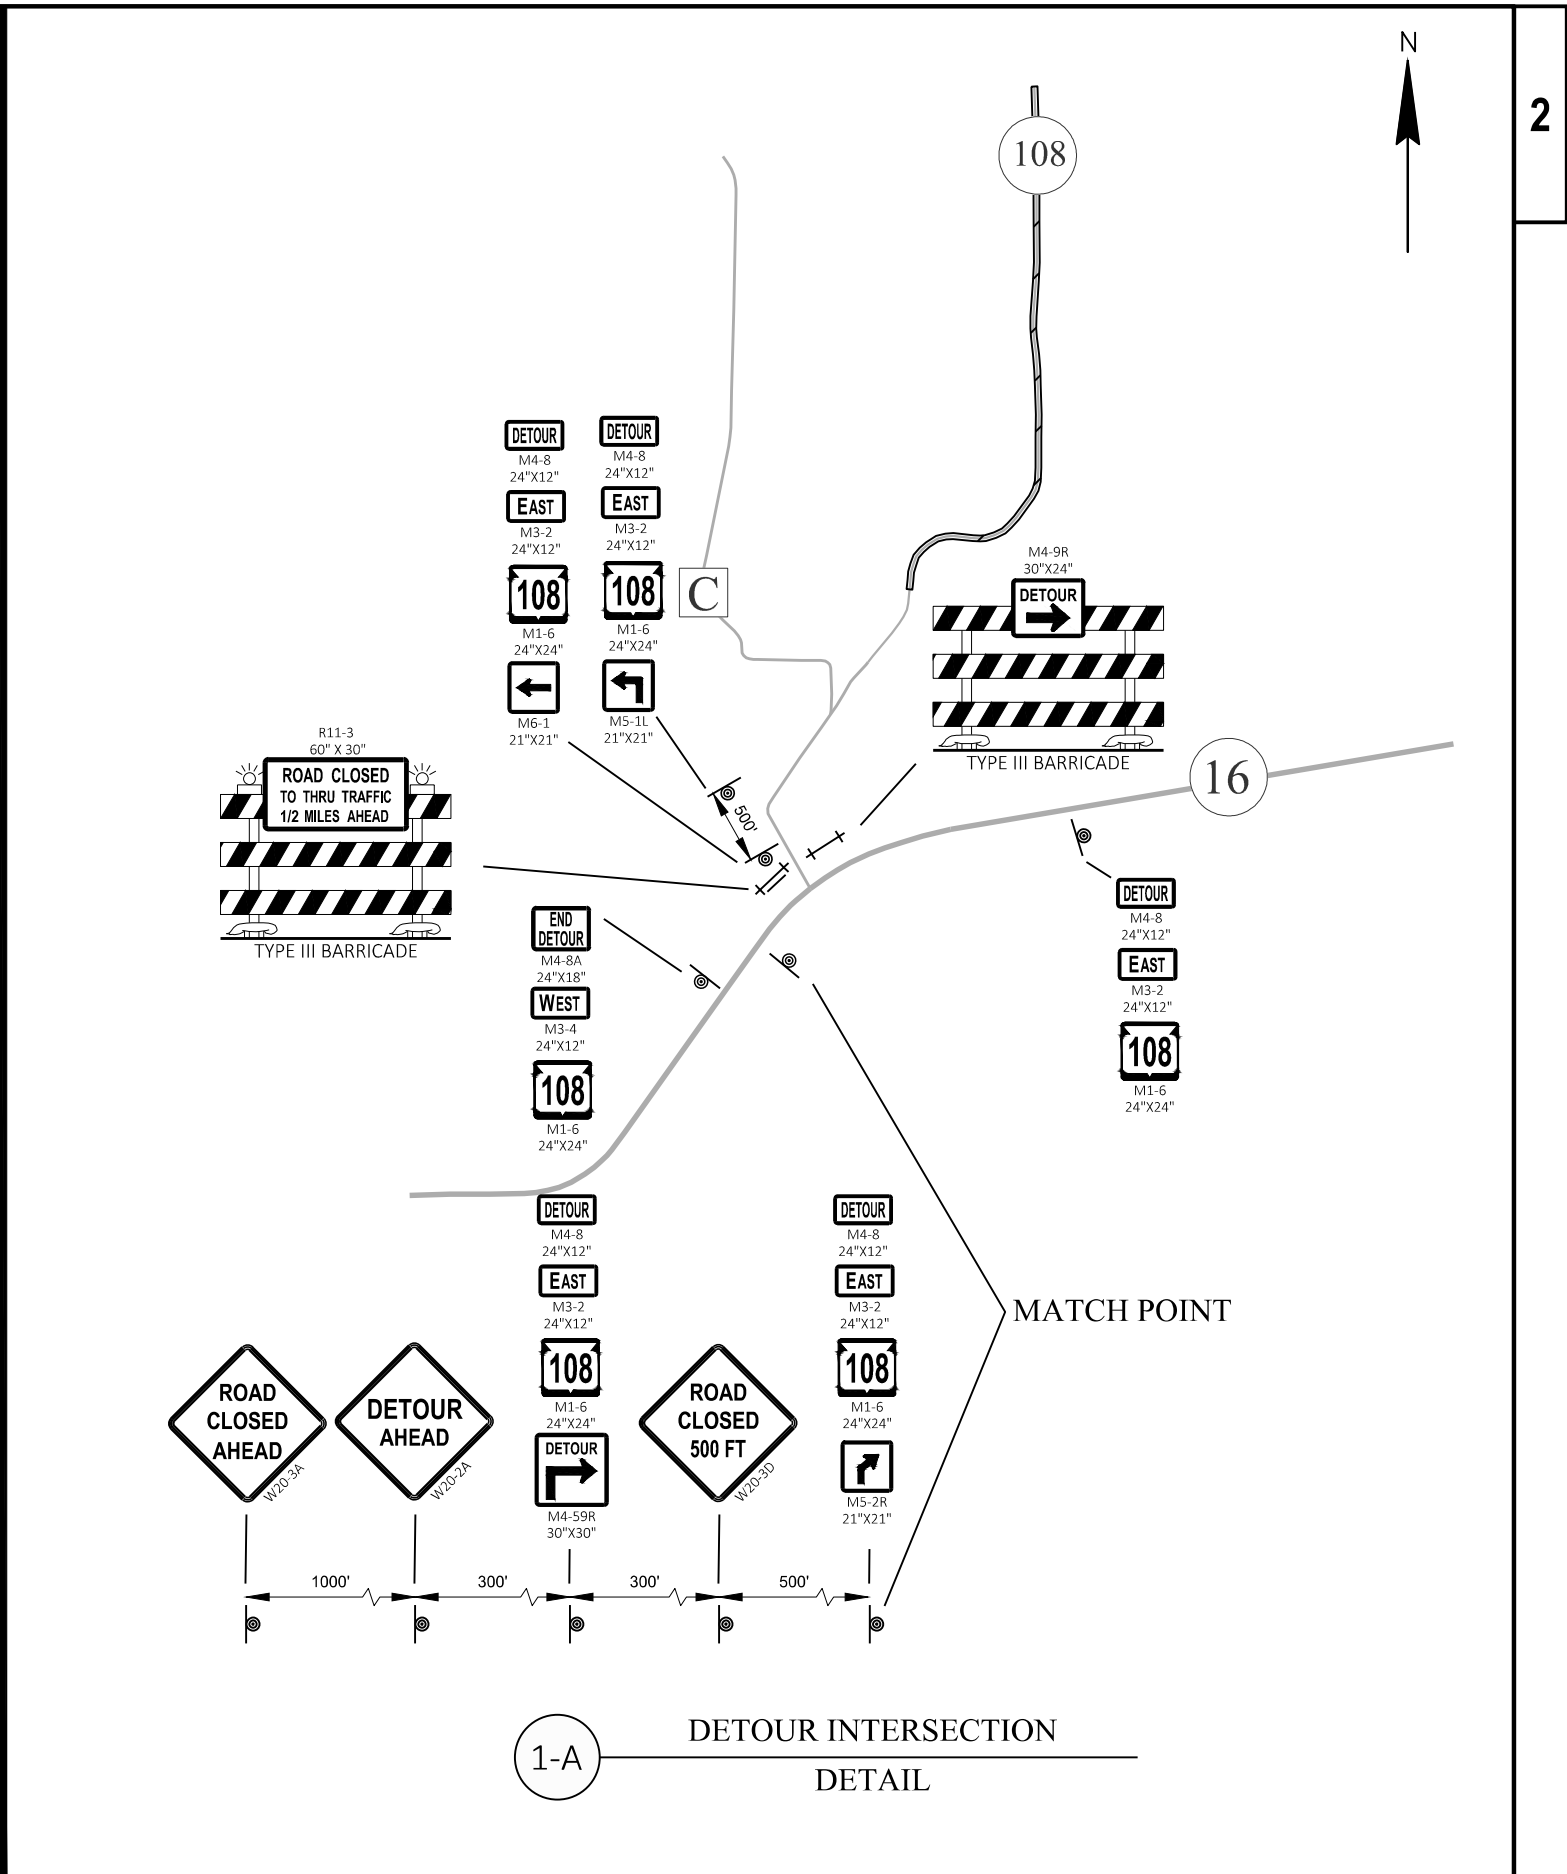 N
2
108
DETOUR
M4-8
24"X12"
EAST
M3-2
24"X12"
108
M1-6
24"X24"
M6-1
21"X21"
DETOUR
M4-8
24"X12"
EAST
M3-2
24"X12"
108
M1-6
24"X24"
M5-1L
21"X21"
C
M4-9R
30"X24"
DETOUR
TYPE III BARRICADE
16
R11-3
60" X 30"
ROAD CLOSED
TO THRU TRAFFIC
1/2 MILES AHEAD
TYPE III BARRICADE
500'
END
DETOUR
M4-8A
24"X18"
WEST
M3-4
24"X12"
108
M1-6
24"X24"
DETOUR
M4-8
24"X12"
EAST
M3-2
24"X12"
108
M1-6
24"X24"
MATCH POINT
ROAD
CLOSED
AHEAD
W20-3A
DETOUR
AHEAD
W20-2A
DETOUR
M4-8
24"X12"
EAST
M3-2
24"X12"
108
M1-6
24"X24"
DETOUR
M4-59R
30"X30"
ROAD
CLOSED
500 FT
W20-3D
DETOUR
M4-8
24"X12"
EAST
M3-2
24"X12"
108
M1-6
24"X24"
M5-2R
21"X21"
1000'
300'
300'
500'
1-A
DETOUR INTERSECTION
DETAIL